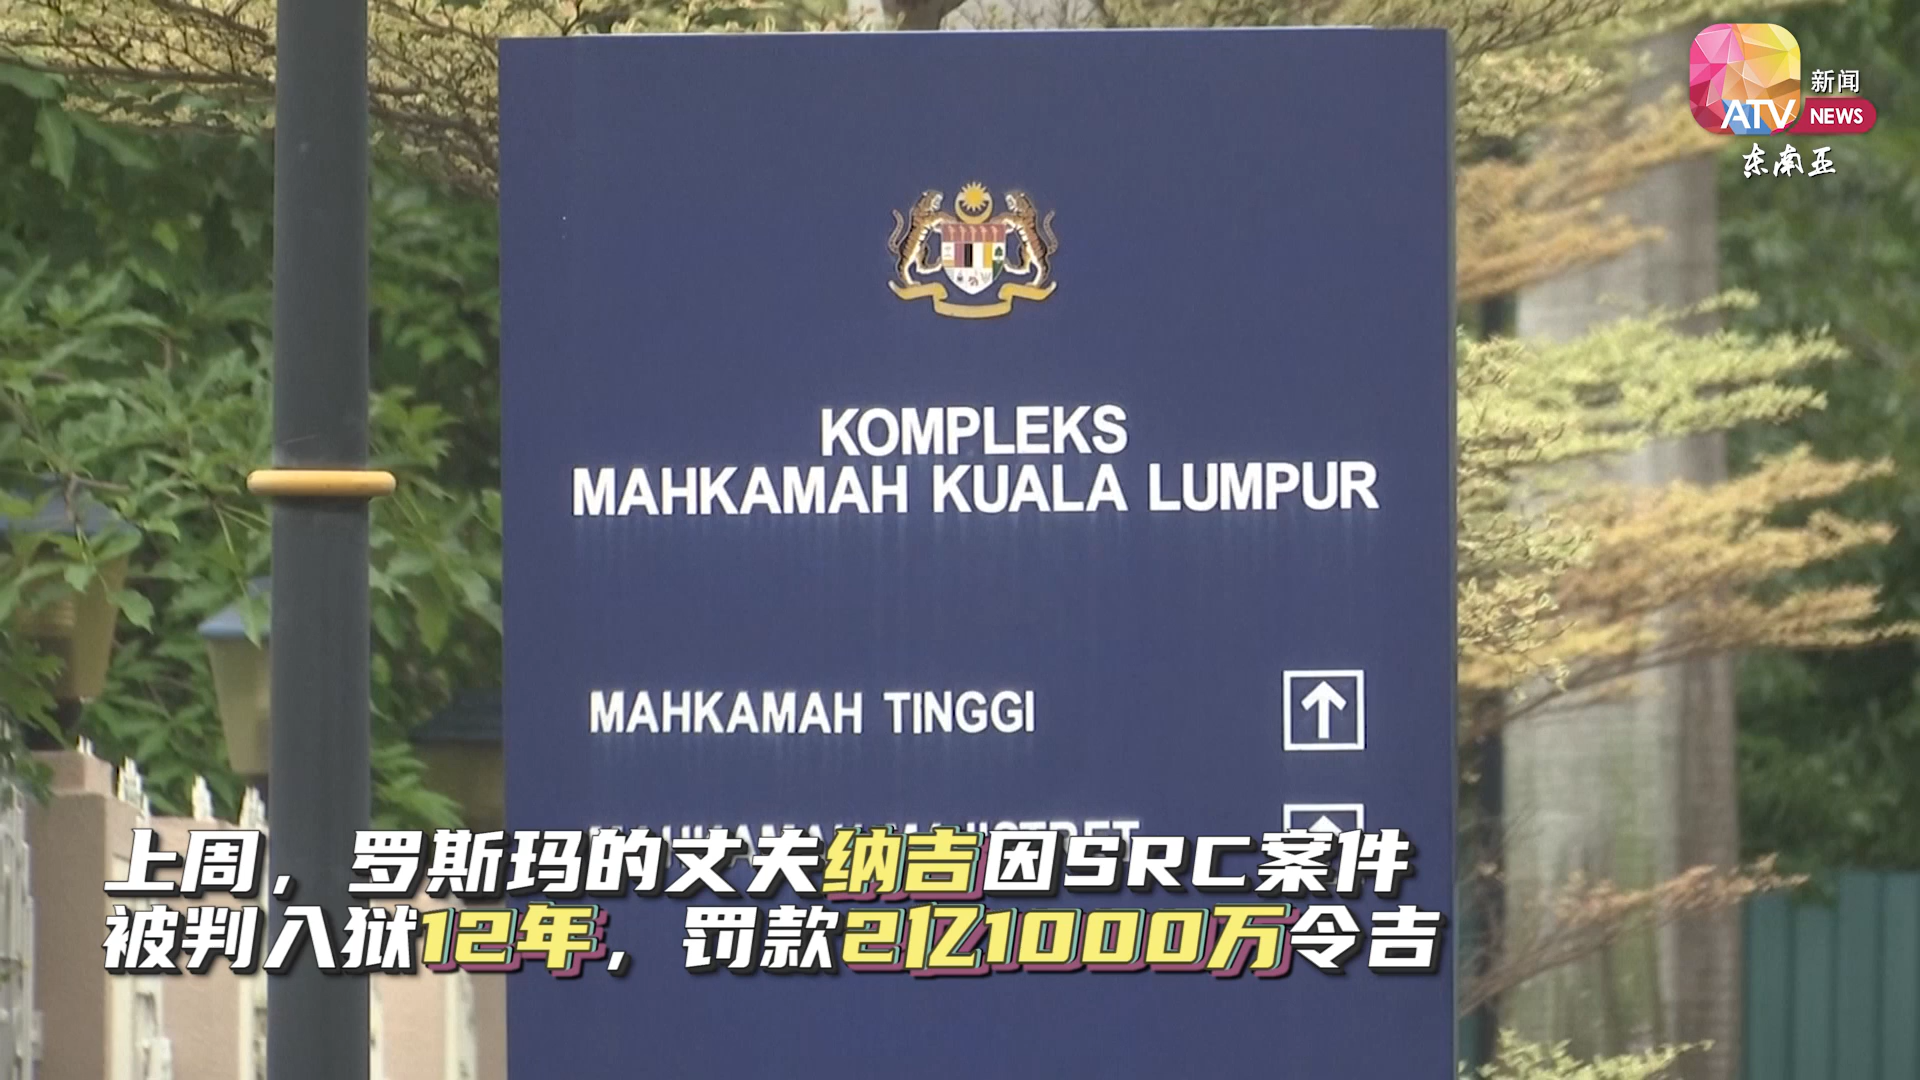 新闻
ATV NEWS
东南亚
KOMPLEKS
MAHKAMAH KUALA LUMPUR
MAHKAMAH TINGGI
上周，罗斯玛的丈夫纳吉因SRC案件
被判入狱12年，罚款2亿1000万令吉